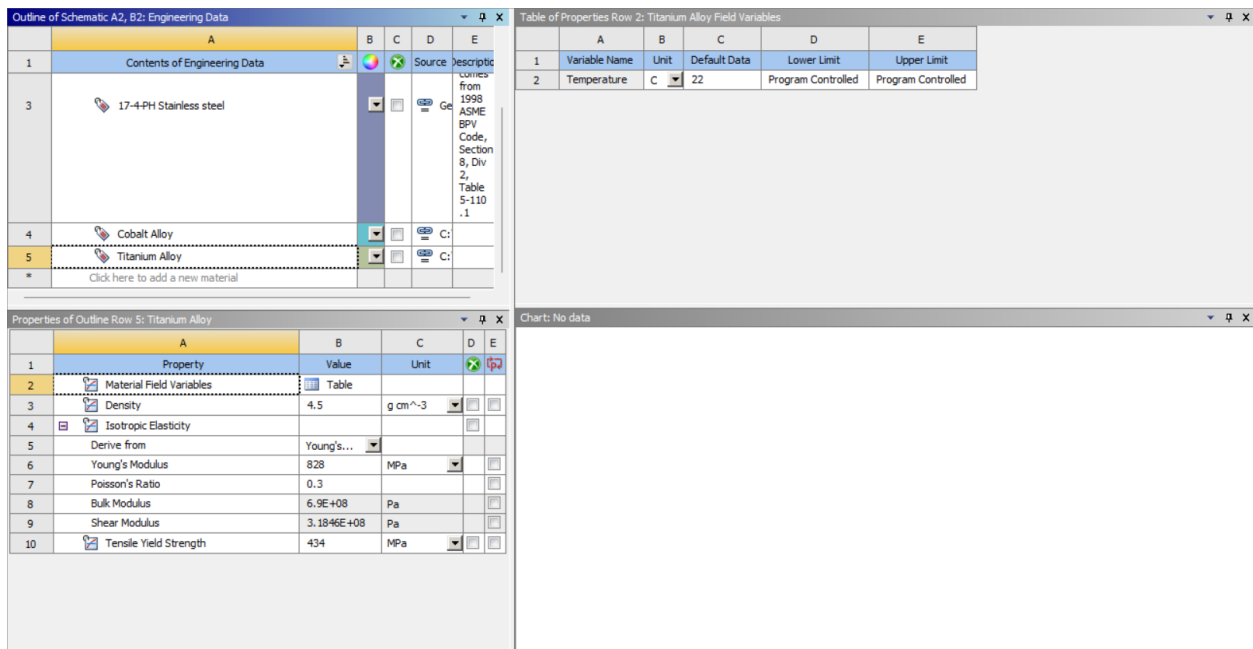 Outline of Schematic A2, B2: Engineering Data
A B C D E
1 Contents of Engineering Data Source Descriptio
3 17-4-PH Stainless steel Ge
comes
from
1998
ASME
BPV
Code,
Section
8, Div
2,
Table
5-110
.1
4 Cobalt Alloy C:
5 Titanium Alloy C:
* Click here to add a new material
Table of Properties Row 2: Titanium Alloy Field Variables
A B C D E
1 Variable Name Unit Default Data Lower Limit Upper Limit
2 Temperature C 22 Program Controlled Program Controlled
Properties of Outline Row 5: Titanium Alloy
A B C D E
1 Property Value Unit
2 Material Field Variables Table
3 Density 4.5 g cm^-3
4 Isotropic Elasticity
5 Derive from Young's...
6 Young's Modulus 828 MPa
7 Poisson's Ratio 0.3
8 Bulk Modulus 6.9E+08 Pa
9 Shear Modulus 3.1846E+08 Pa
10 Tensile Yield Strength 434 MPa
Chart: No data